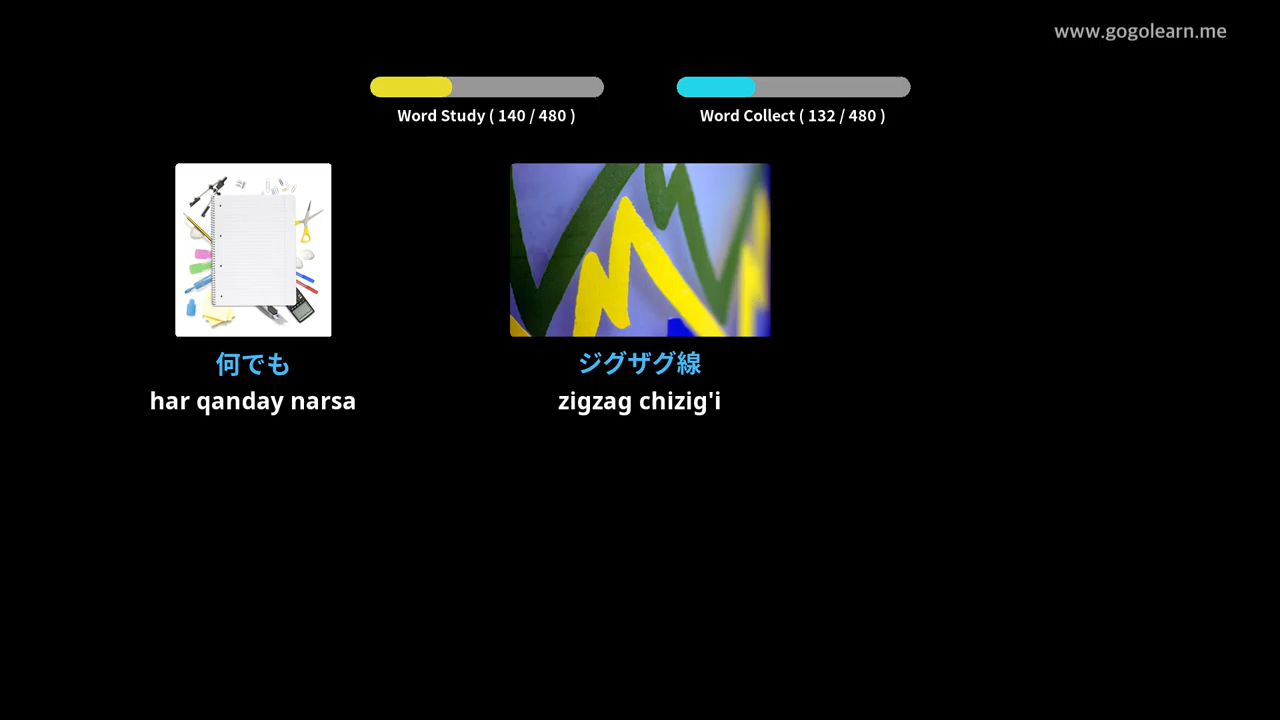 www.gogolearn.me
Word Study ( 140 / 480 )
Word Collect ( 132 / 480 )
何でも
har qanday narsa
ジグザグ線
zigzag chizig'i